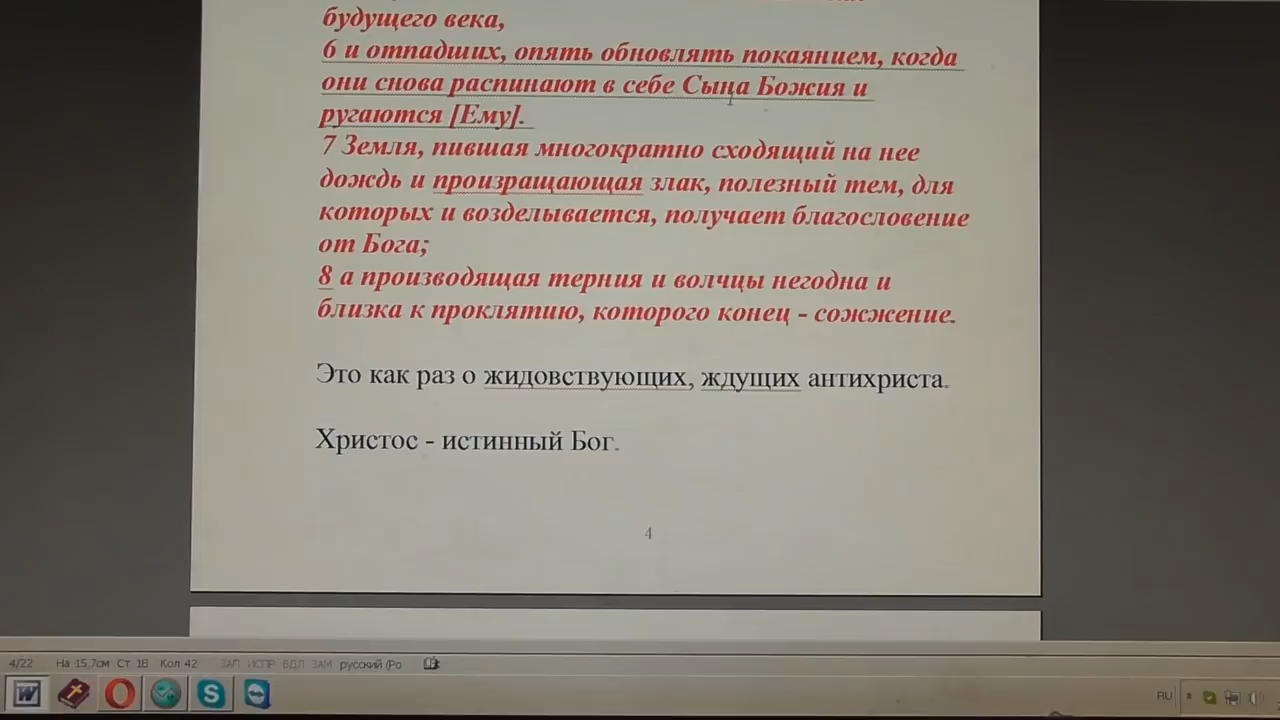 будущего века,
6 и отпадших, опять обновлять покаянием, когда
они снова распинают в себе Сына Божия и
ругаются [Ему].
7 Земля, пившая многократно сходящий на нее
дождь и произращающая злак, полезный тем, для
которых и возделывается, получает благословение
от Бога;
8 а производящая терния и волчцы негодна и
близка к проклятию, которого конец - сожжение.
Это как раз о жидовствующих, ждущих антихриста.
Христос - истинный Бог.
4
4/22 На 15,7см Ст 18 Кол 42 ЗАП ИСПР ВДЛ ЗАМ русский (Ро
RU